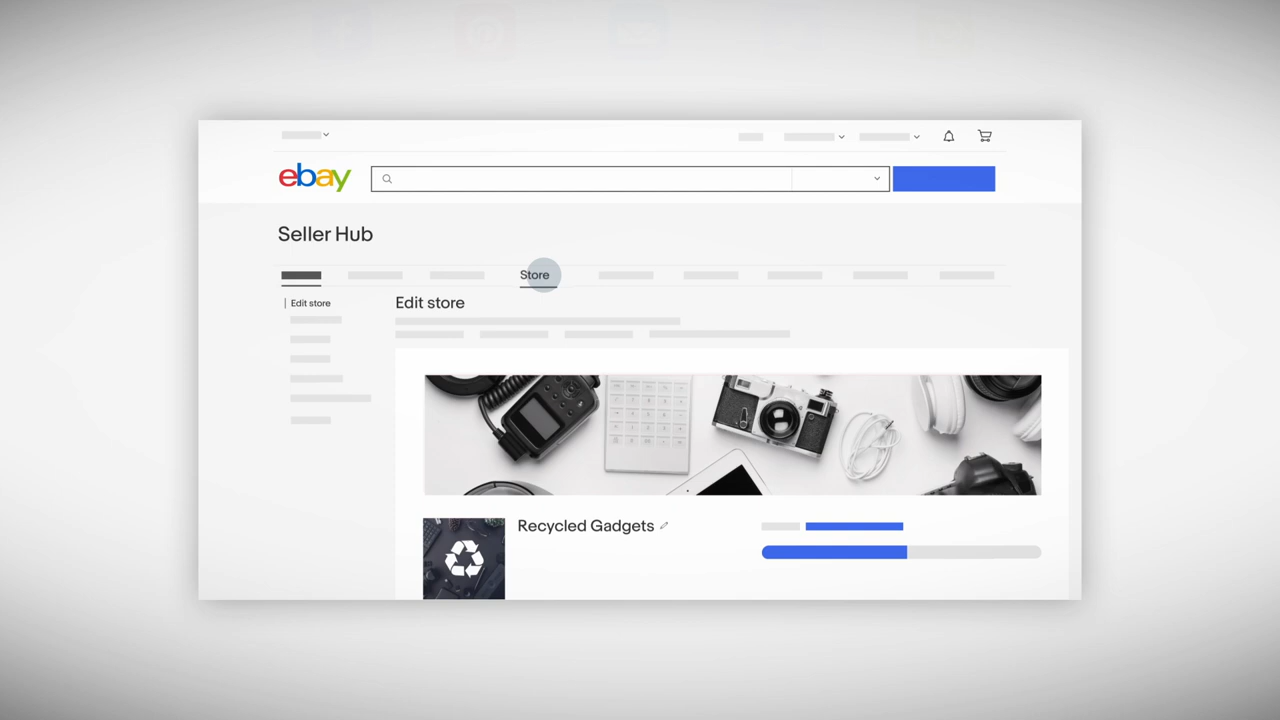 ebay
Seller Hub
Store
Edit store
Edit store
Recycled Gadgets